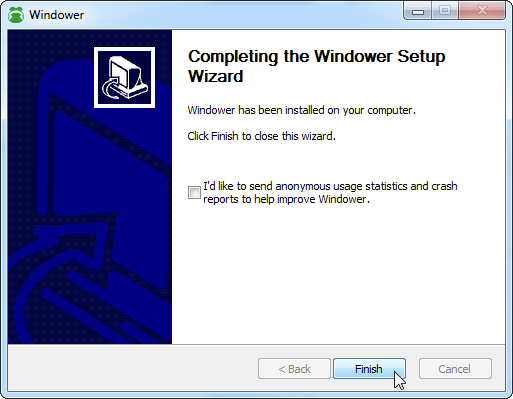 Windower
Completing the Windower Setup
Wizard
Windower has been installed on your computer.
Click Finish to close this wizard.
I'd like to send anonymous usage statistics and crash
reports to help improve Windower.
< Back
Finish
Cancel